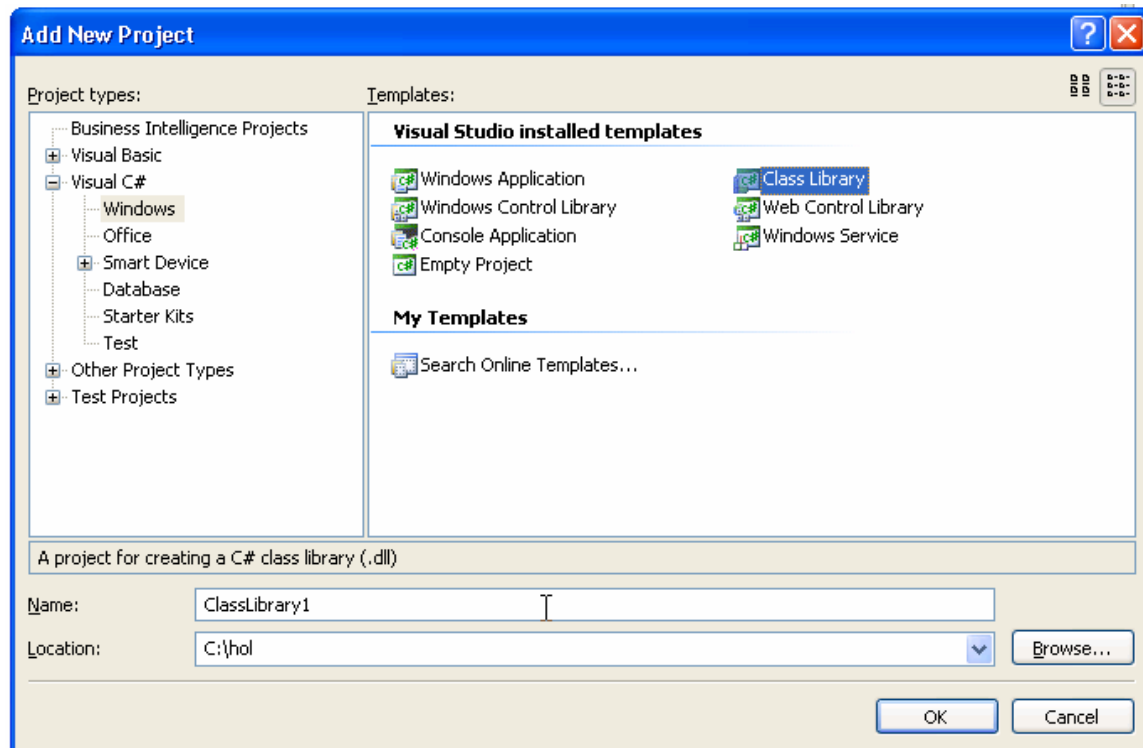 Add New Project
Project types:
Templates:
Business Intelligence Projects
Visual Basic
Visual C#
Windows
Office
Smart Device
Database
Starter Kits
Test
Other Project Types
Test Projects
Visual Studio installed templates
Windows Application
Class Library
Windows Control Library
Web Control Library
Console Application
Windows Service
Empty Project
My Templates
Search Online Templates...
A project for creating a C# class library (.dll)
Name:
ClassLibrary1
Location:
C:\hol
Browse...
OK
Cancel